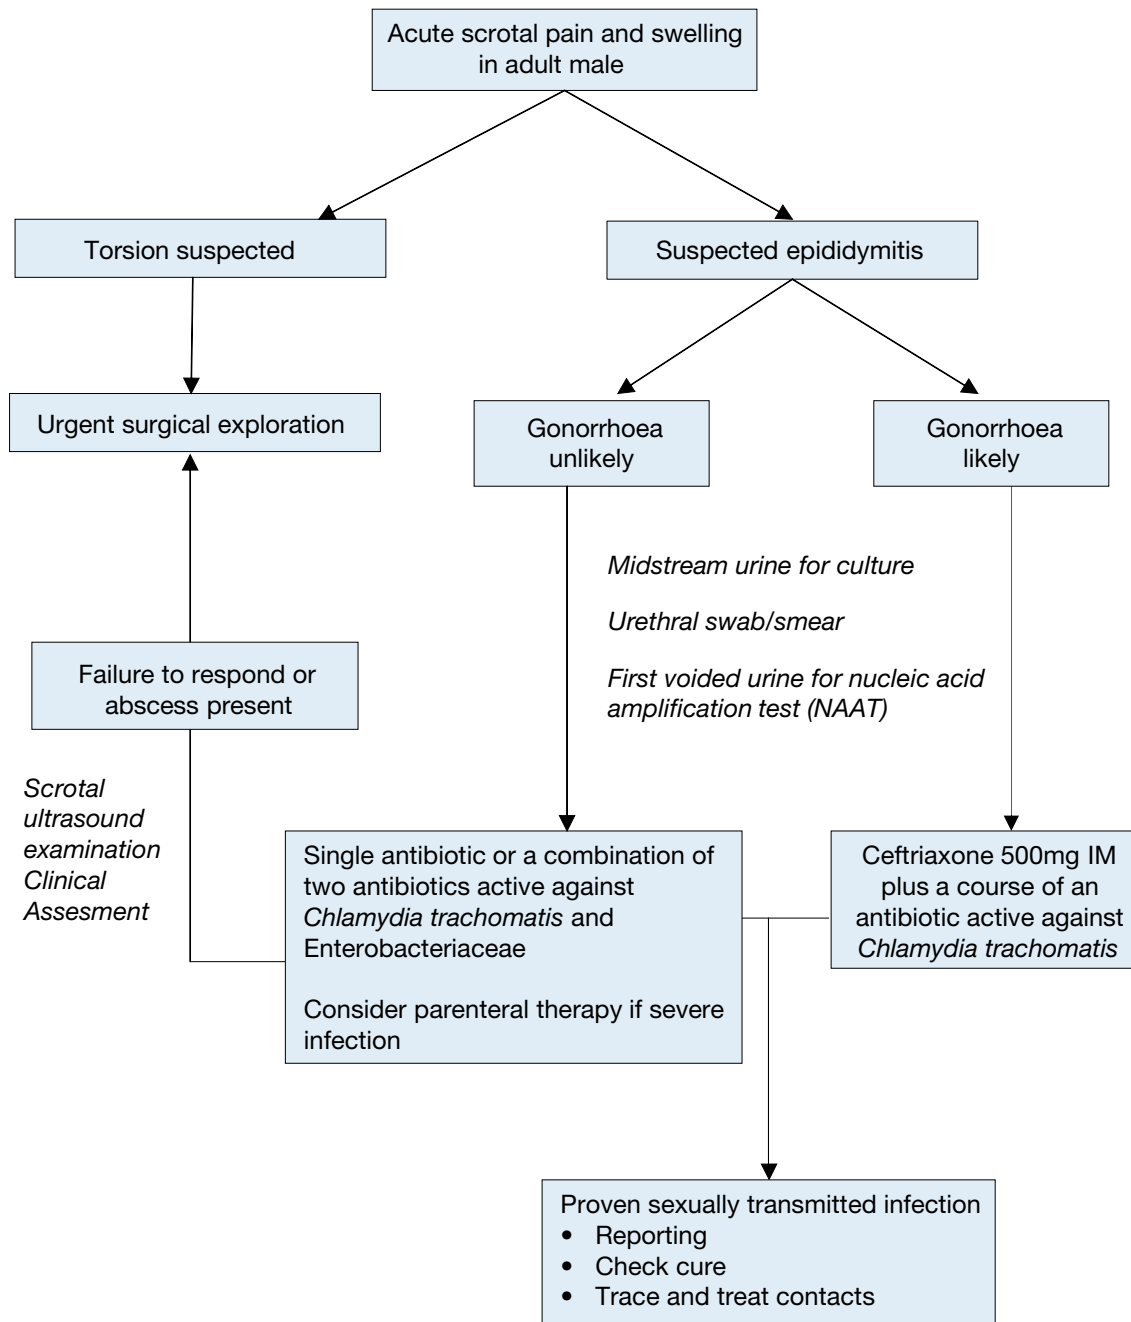 Acute scrotal pain and swelling
in adult male
Torsion suspected
Suspected epididymitis
Urgent surgical exploration
Gonorrhoea
unlikely
Gonorrhoea
likely
Midstream urine for culture
Urethral swab/smear
First voided urine for nucleic acid
amplification test (NAAT)
Failure to respond or
abscess present
Scrotal
ultrasound
examination
Clinical
Assesment
Single antibiotic or a combination of
two antibiotics active against
Chlamydia trachomatis and
Enterobacteriaceae
Consider parenteral therapy if severe
infection
Ceftriaxone 500mg IM
plus a course of an
antibiotic active against
Chlamydia trachomatis
Proven sexually transmitted infection
• Reporting
• Check cure
• Trace and treat contacts